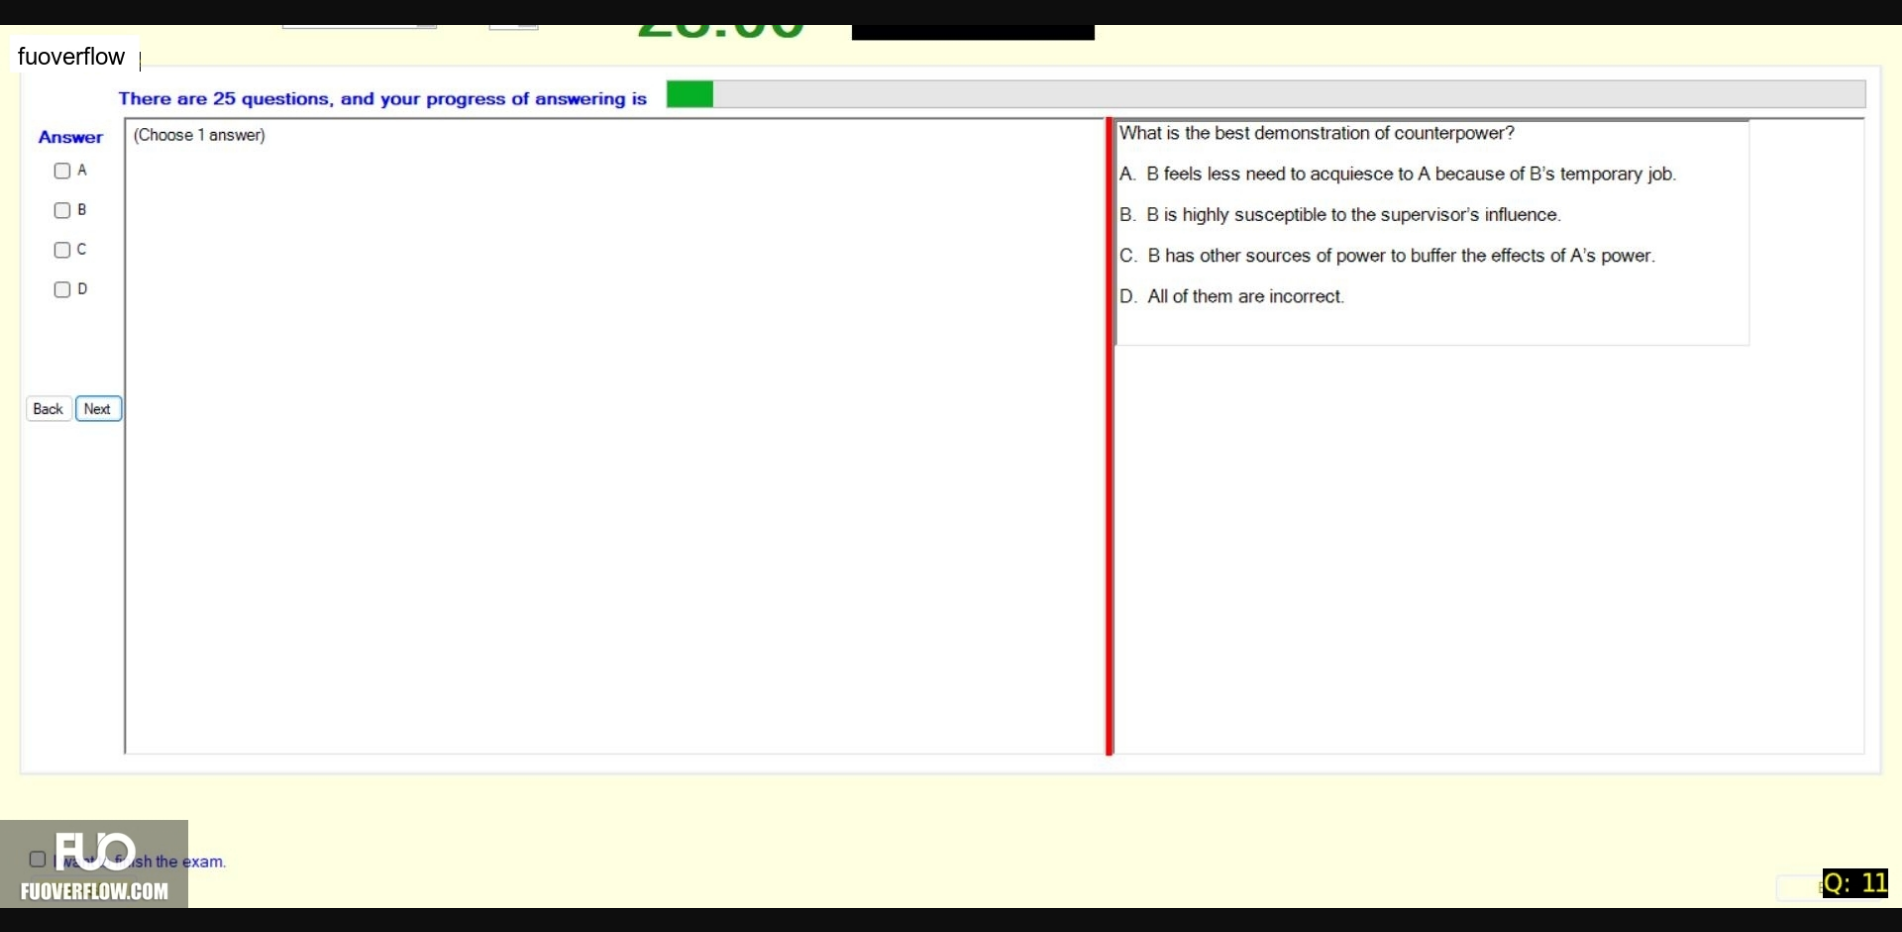 fuoverflow
There are 25 questions, and your progress of answering is
Answer
(Choose 1 answer)
A
B
C
D
Back
Next
What is the best demonstration of counterpower?
A. B feels less need to acquiesce to A because of B's temporary job.
B. B is highly susceptible to the supervisor's influence.
C. B has other sources of power to buffer the effects of A's power.
D. All of them are incorrect.
FUO
the exam.
FUOVERFLOW.COM
Q: 11